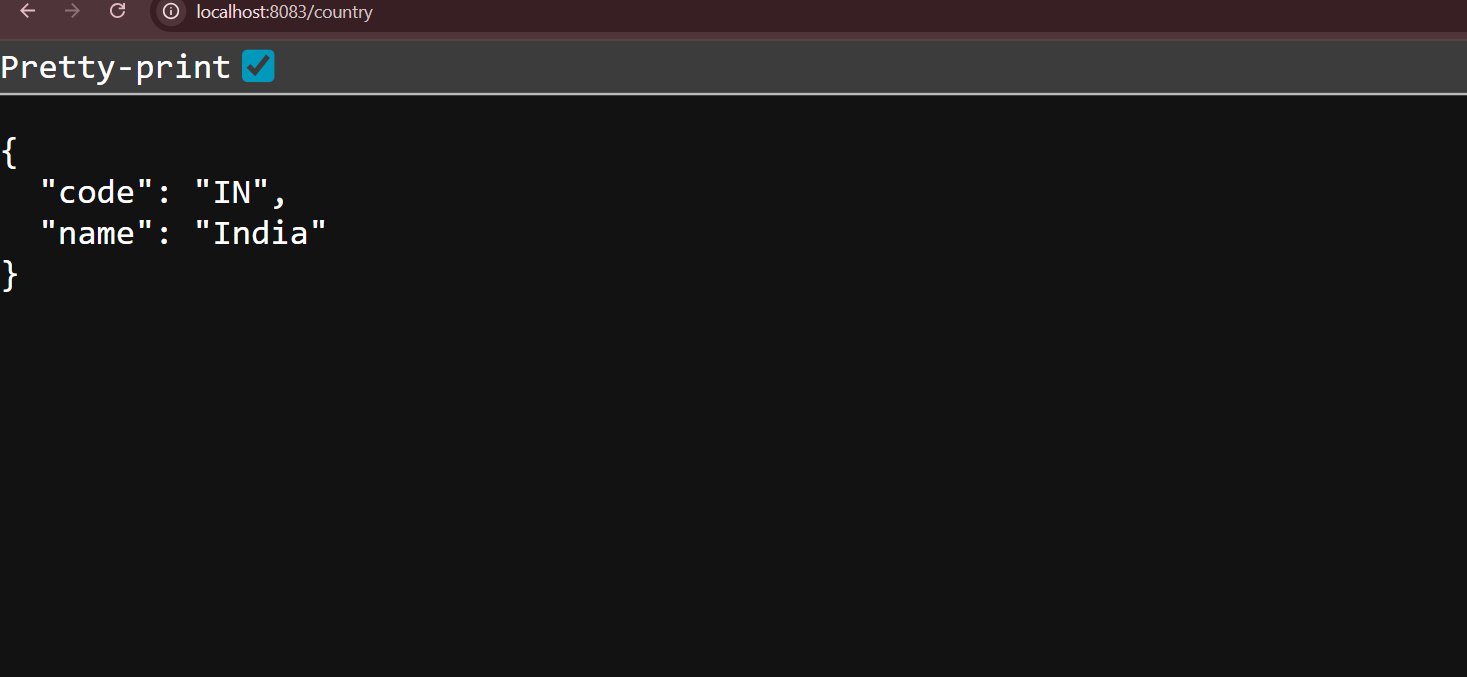 localhost:8083/country
Pretty-print
{
  "code": "IN",
  "name": "India"
}